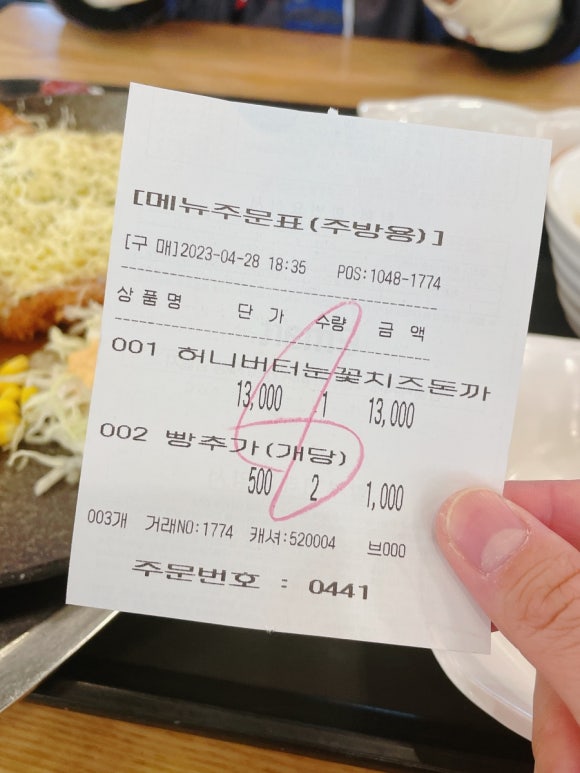 [메뉴주문표(주방용)]
[구 매]2023-04-28 18:35 POS:1048-1774
상 품 명 단 가 수량 금 액
001 허니버터눈꽃치즈돈까
13,000 1 13,000
002 빵추가(개당)
500 2 1,000
003개 거래NO:1774 캐셔:520004 브000
주문번호 : 0441